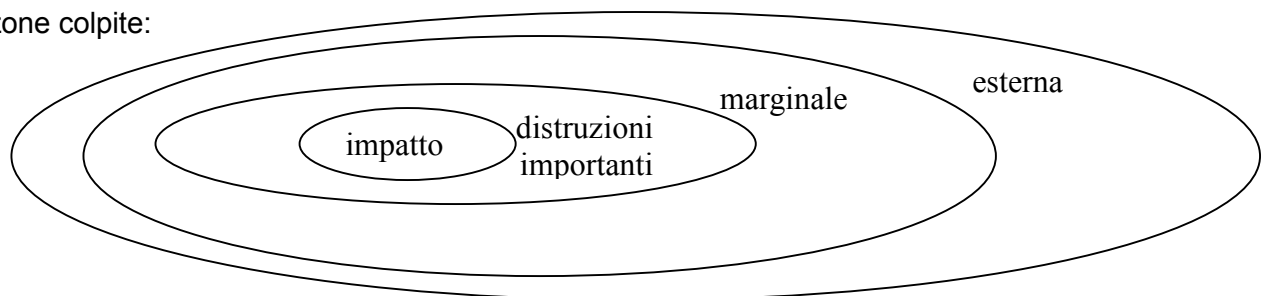 zone colpite:
esterna
marginale
distruzioni
importanti
impatto